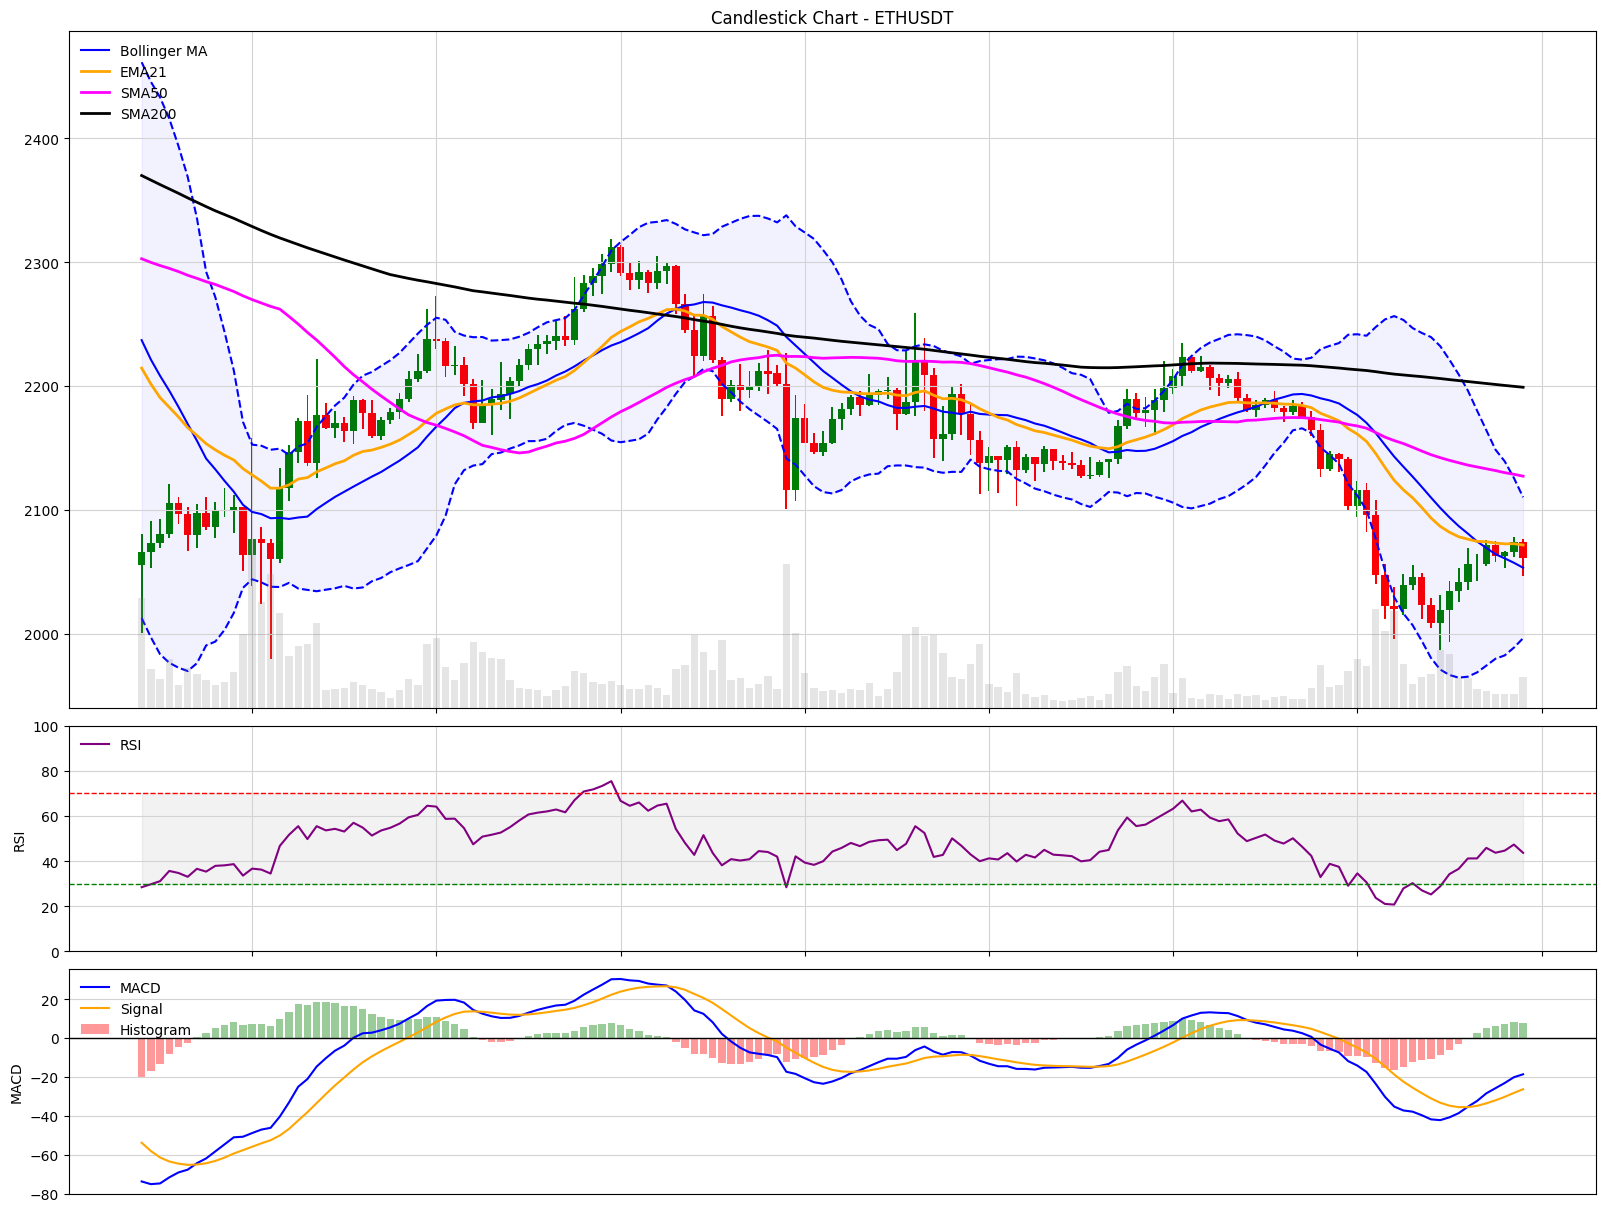 Candlestick Chart - ETHUSDT
Bollinger MA
EMA21
SMA50
SMA200
2400
2300
2200
2100
2000
RSI
100
80
60
40
20
0
RSI
MACD
Signal
Histogram
20
0
−20
−40
−60
−80
MACD